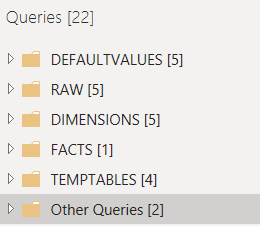 Queries [22]
DEFAULTVALUES [5]
RAW [5]
DIMENSIONS [5]
FACTS [1]
TEMPTABLES [4]
Other Queries [2]